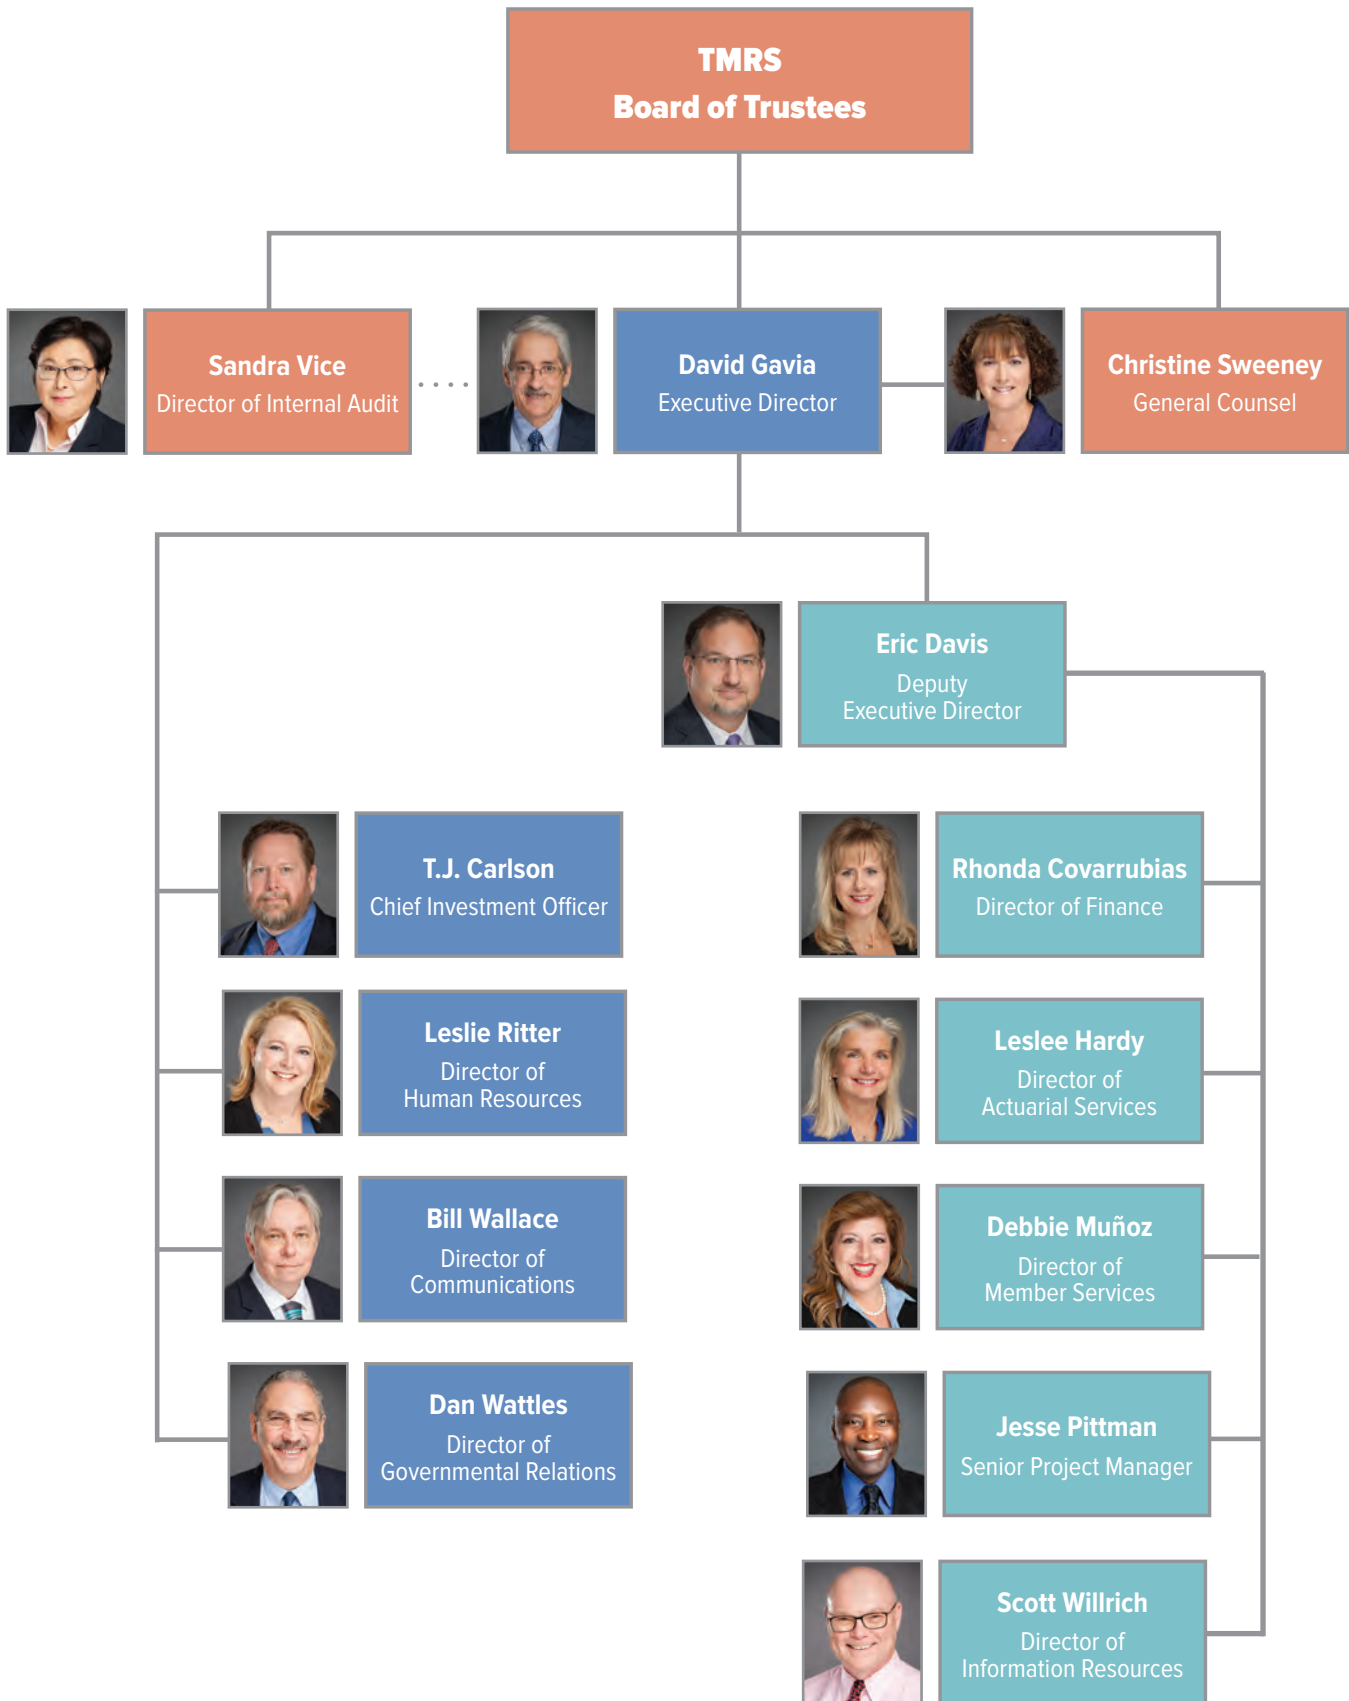 TMRS
Board of Trustees
Sandra Vice
Director of Internal Audit
David Gavia
Executive Director
Christine Sweeney
General Counsel
Eric Davis
Deputy
Executive Director
T.J. Carlson
Chief Investment Officer
Leslie Ritter
Director of
Human Resources
Bill Wallace
Director of
Communications
Dan Wattles
Director of
Governmental Relations
Rhonda Covarrubias
Director of Finance
Leslee Hardy
Director of
Actuarial Services
Debbie Muñoz
Director of
Member Services
Jesse Pittman
Senior Project Manager
Scott Willrich
Director of
Information Resources